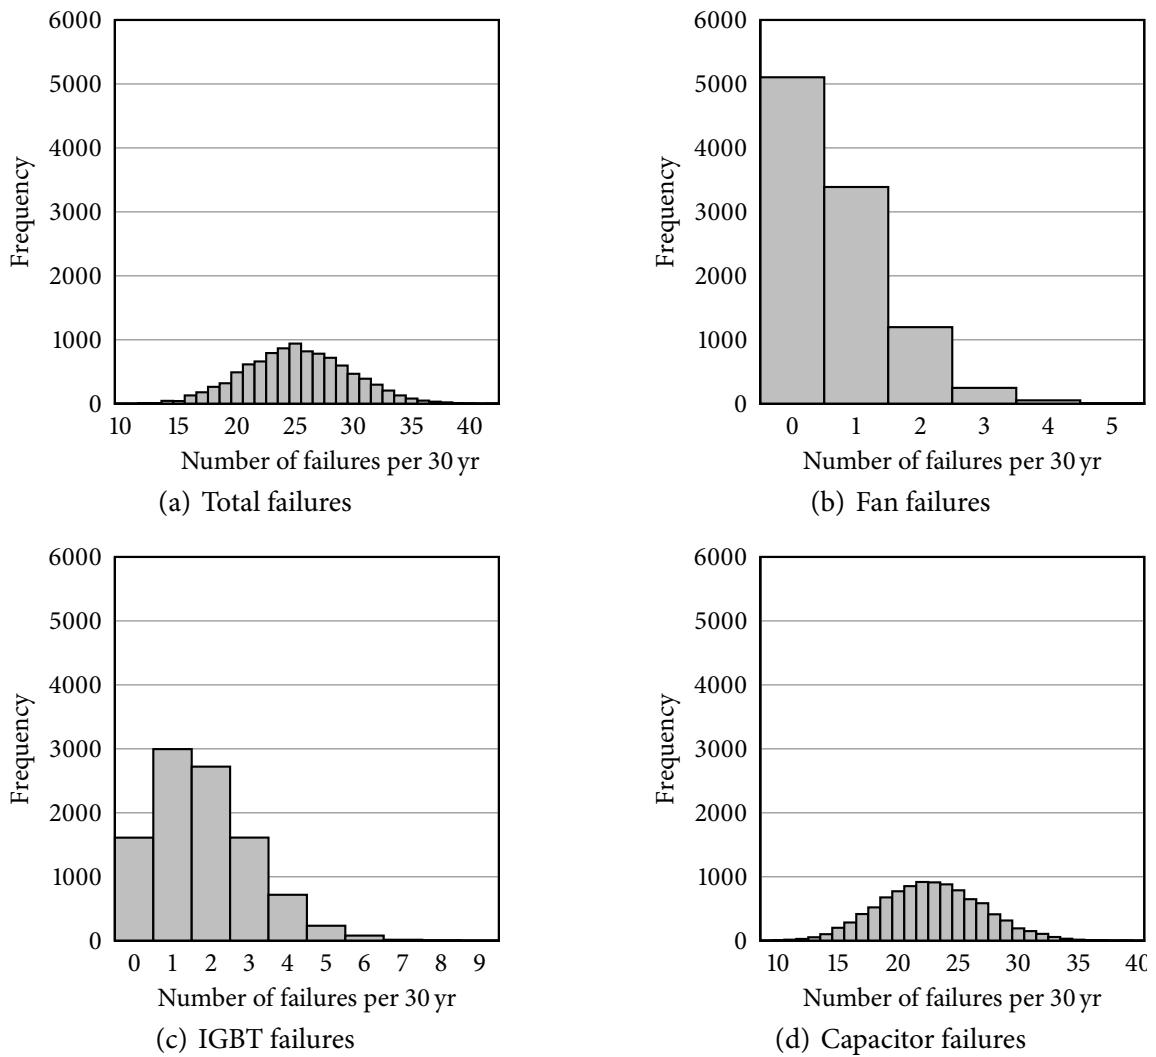 6000
5000
4000
3000
2000
1000
0
Frequency
10 15 20 25 30 35 40
Number of failures per 30 yr
(a) Total failures
6000
5000
4000
3000
2000
1000
0
Frequency
0 1 2 3 4 5
Number of failures per 30 yr
(b) Fan failures
6000
5000
4000
3000
2000
1000
0
Frequency
0 1 2 3 4 5 6 7 8 9
Number of failures per 30 yr
(c) IGBT failures
6000
5000
4000
3000
2000
1000
0
Frequency
10 15 20 25 30 35 40
Number of failures per 30 yr
(d) Capacitor failures